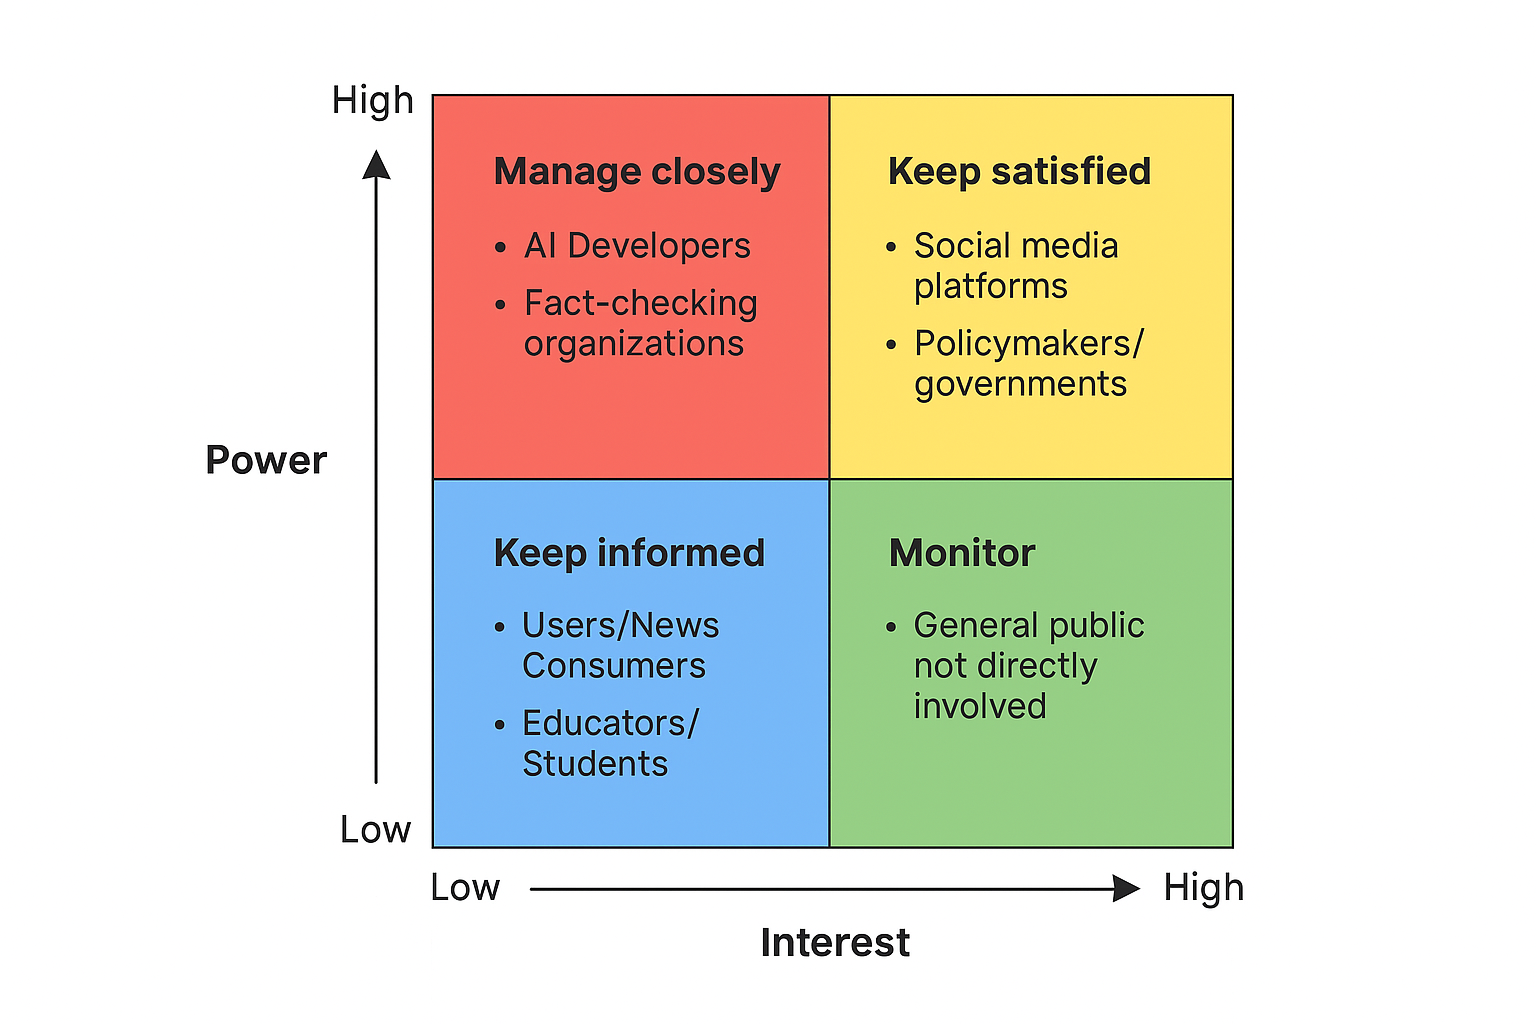 High
Manage closely
• AI Developers
• Fact-checking
organizations
Keep satisfied
• Social media
platforms
• Policymakers/
governments
Power
Keep informed
• Users/News
Consumers
• Educators/
Students
Monitor
• General public
not directly
involved
Low
Low
High
Interest